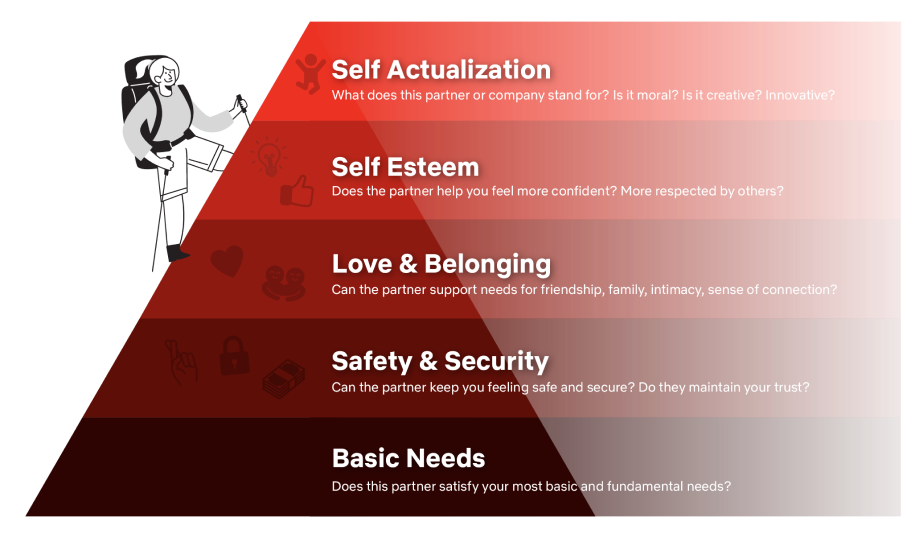 Self Actualization
What does this partner or company stand for? Is it moral? Is it creative? Innovative?
Self Esteem
Does the partner help you feel more confident? More respected by others?
Love & Belonging
Can the partner support needs for friendship, family, intimacy, sense of connection?
Safety & Security
Can the partner keep you feeling safe and secure? Do they maintain your trust?
Basic Needs
Does this partner satisfy your most basic and fundamental needs?